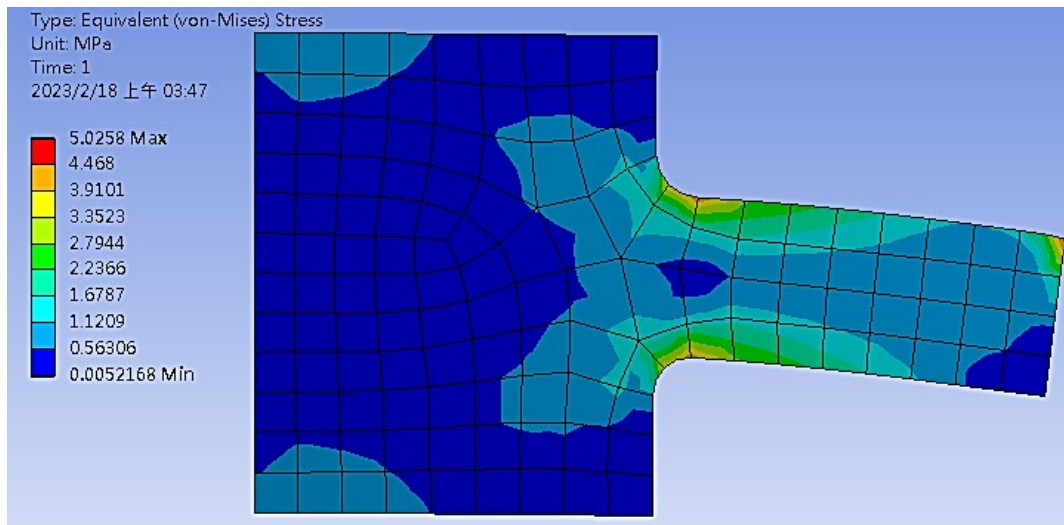 Type: Equivalent (von-Mises) Stress
Unit: MPa
Time: 1
2023/2/18 上午 03:47
5.0258 Max
4.468
3.9101
3.3523
2.7944
2.2366
1.6787
1.1209
0.56306
0.0052168 Min